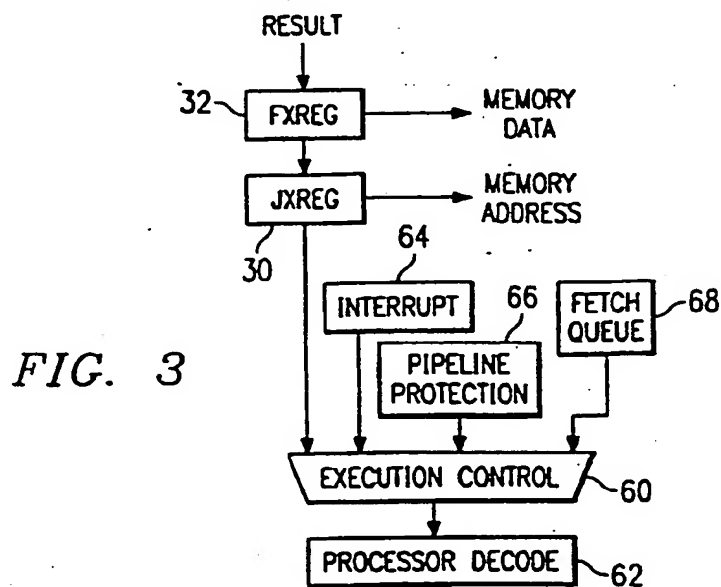 RESULT
32
FXREG
MEMORY
DATA
JXREG
MEMORY
ADDRESS
30
64
INTERRUPT
66
FETCH
QUEUE
68
PIPELINE
PROTECTION
FIG. 3
EXECUTION CONTROL
60
PROCESSOR DECODE
62